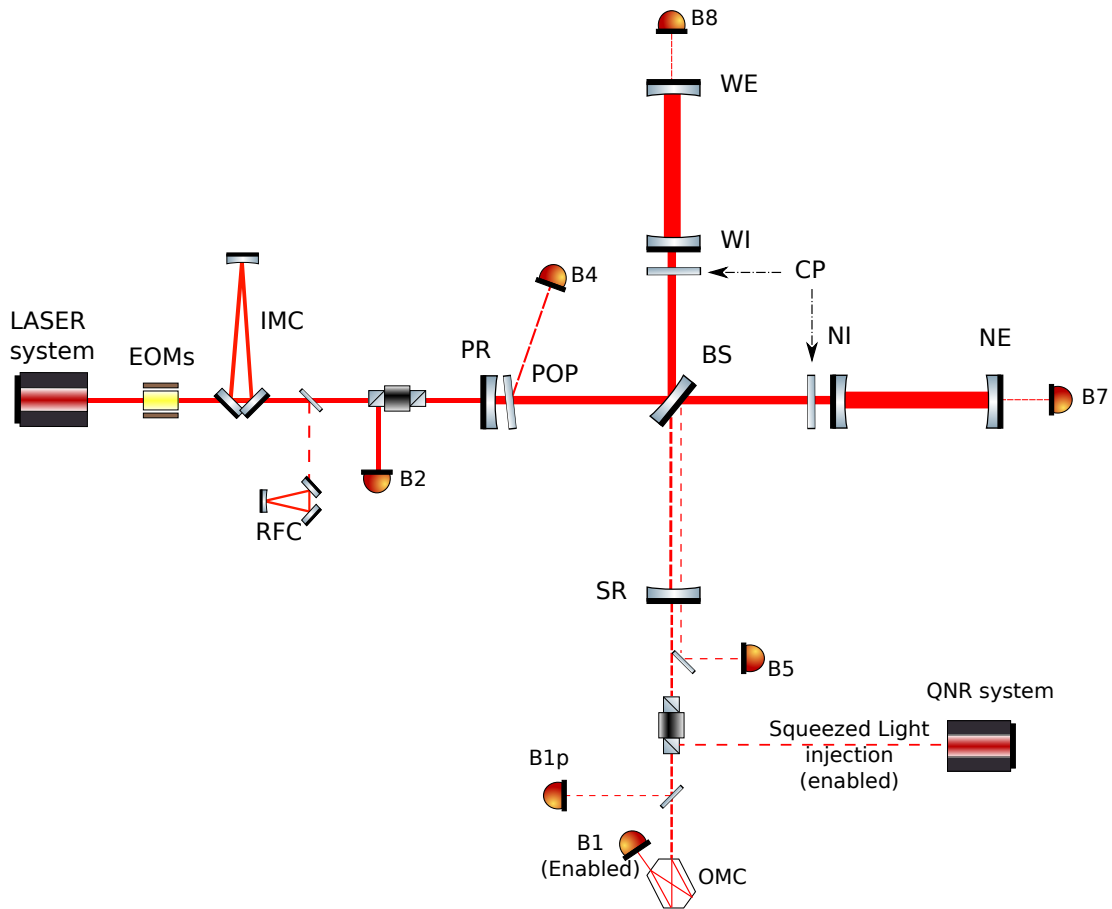 B8
WE
WI
B4
CP
LASER
system
EOMs
IMC
PR
POP
BS
NI
NE
B7
B2
RFC
SR
B5
QNR system
Squeezed Light
injection
(enabled)
B1p
B1
(Enabled)
OMC